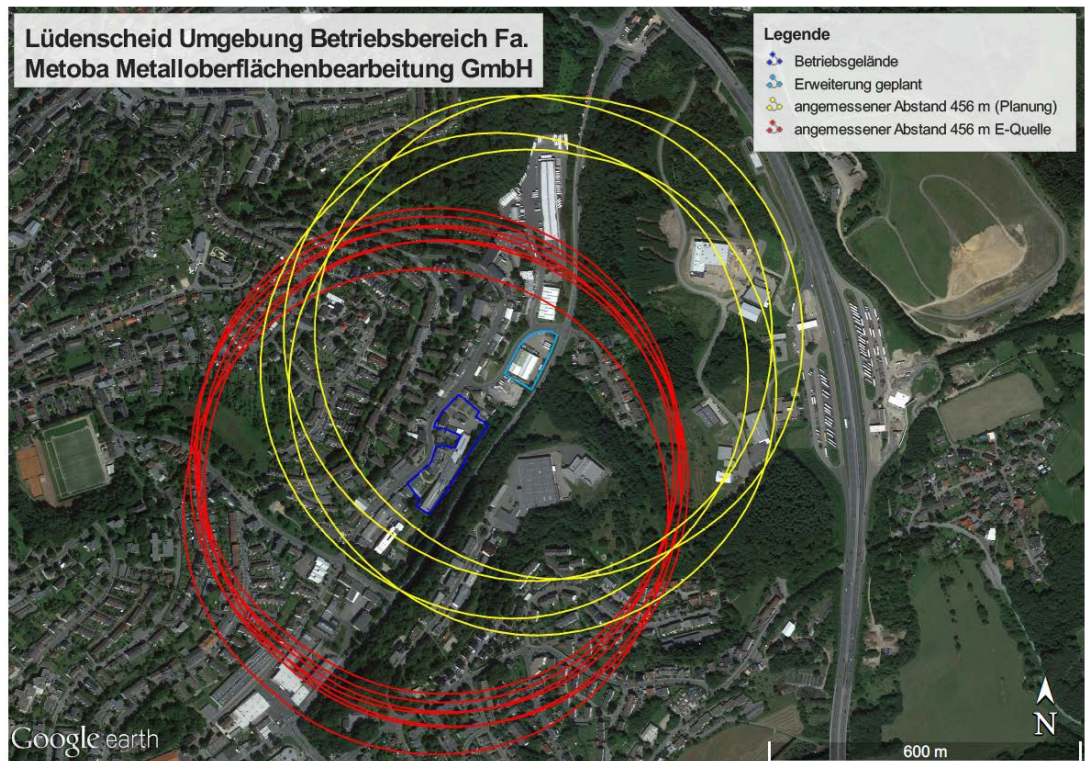 Lüdenscheid Umgebung Betriebsbereich Fa.
Metoba Metalloberflächenbearbeitung GmbH
Legende
Betriebsgelände
Erweiterung geplant
angemessener Abstand 456 m (Planung)
angemessener Abstand 456 m E-Quelle
Google earth
N
600 m